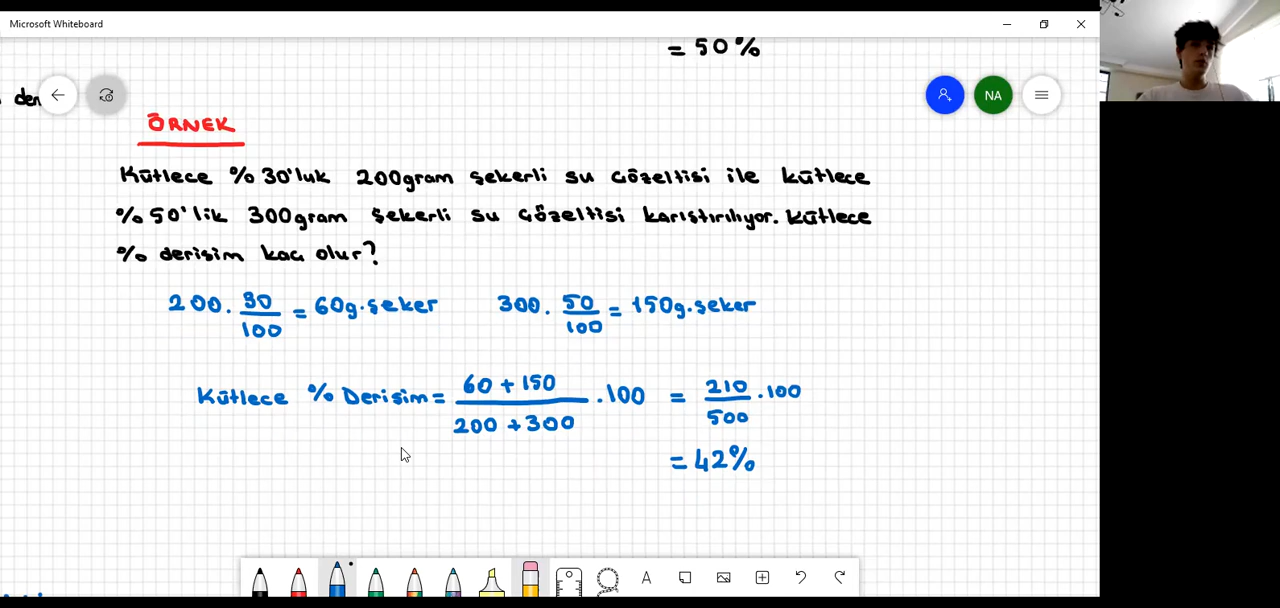 Microsoft Whiteboard
= 50%
NA
ÖRNEK
Kütlece % 30'luk 200gram şekerli su çözeltisi ile kütlece
% 50'lik 300gram şekerli su çözeltisi karıştırılıyor. Kütlece
% derişim kaç olur?
200 . 30/100 = 60g.şeker 300 . 50/100 = 150g.şeker
Kütlece % Derişim = 60 + 150 / 200 + 300 . 100 = 210/500 . 100
= 42%
A